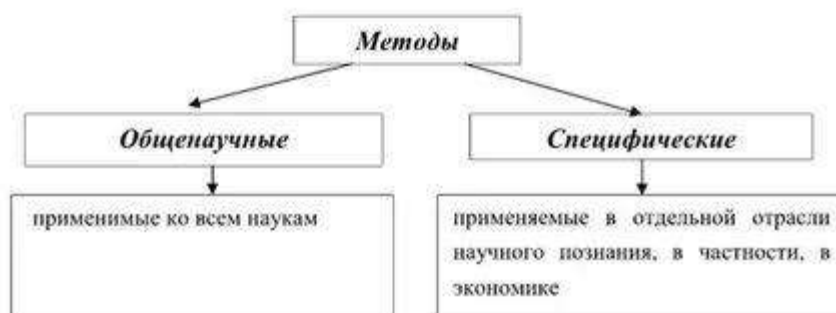 Методы
Общенаучные
Специфические
применимые ко всем наукам
применяемые в отдельной отрасли
научного познания, в частности, в
экономике